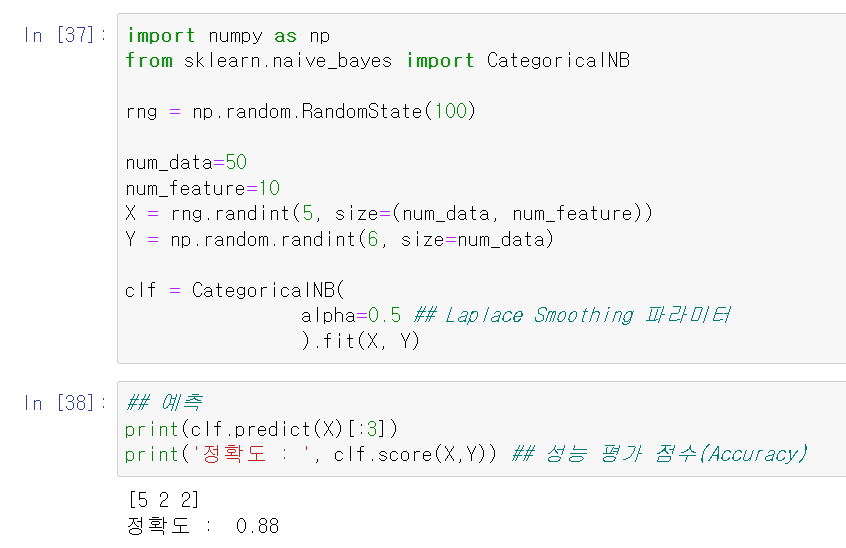 In [37]:
import numpy as np
from sklearn.naive_bayes import CategoricalNB
rng = np.random.RandomState(100)
num_data=50
num_feature=10
X = rng.randint(5, size=(num_data, num_feature))
Y = np.random.randint(6, size=num_data)
clf = CategoricalNB(
alpha=0.5 ## Laplace Smoothing 파라미터
).fit(X, Y)
In [38]:
## 예측
print(clf.predict(X)[:3])
print('정확도 : ', clf.score(X,Y)) ## 성능 평가 점수(Accuracy)
[5 2 2]
정확도 :  0.88